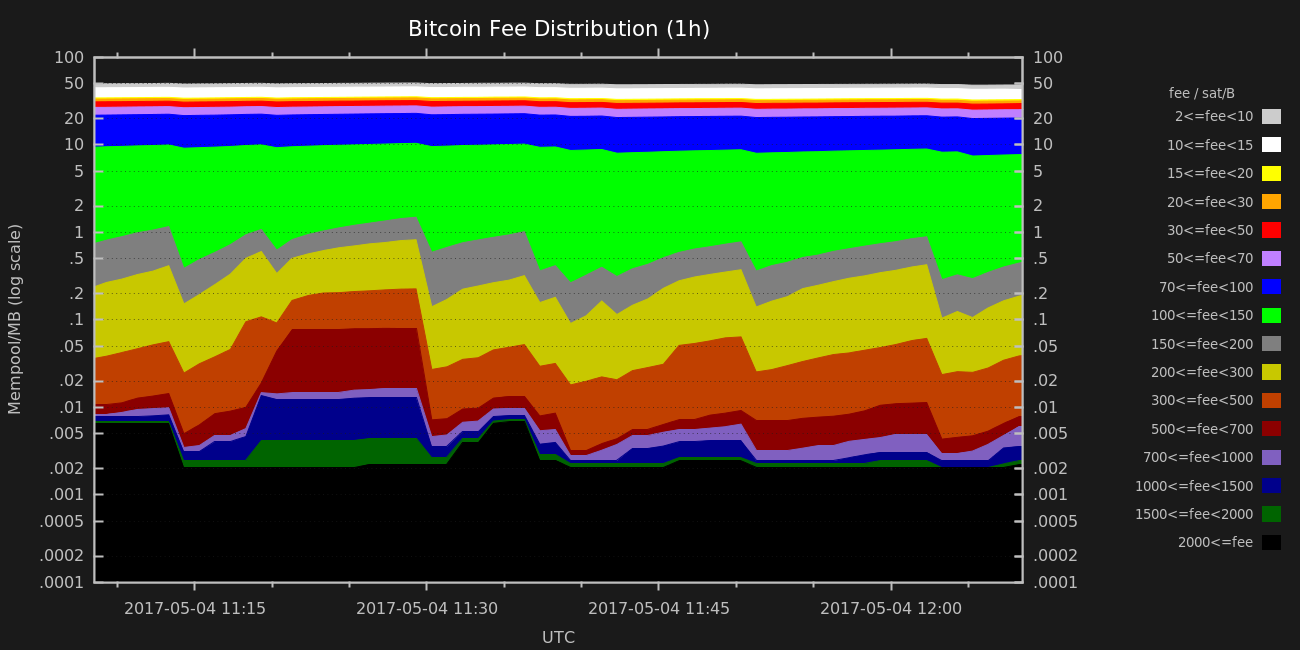 Bitcoin Fee Distribution (1h)
100
50
20
10
5
2
1
.5
.2
.1
.05
.02
.01
.005
.002
.001
.0005
.0002
.0001
Mempool/MB (log scale)
100
50
20
10
5
2
1
.5
.2
.1
.05
.02
.01
.005
.002
.001
.0005
.0002
.0001
2017-05-04 11:15
2017-05-04 11:30
2017-05-04 11:45
2017-05-04 12:00
UTC
fee / sat/B
2<=fee<10
10<=fee<15
15<=fee<20
20<=fee<30
30<=fee<50
50<=fee<70
70<=fee<100
100<=fee<150
150<=fee<200
200<=fee<300
300<=fee<500
500<=fee<700
700<=fee<1000
1000<=fee<1500
1500<=fee<2000
2000<=fee